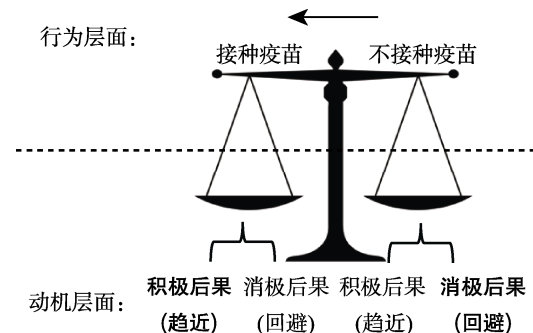 行为层面：
接种疫苗 不接种疫苗
动机层面：
积极后果 消极后果 积极后果 消极后果
(趋近) (回避) (趋近) (回避)